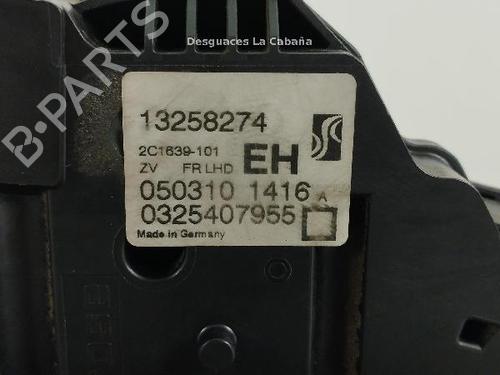 Desguaces La Cabaña
B-PARTS
13258274
2C1639-101
ZV FR LHD EH
050310 1416 A
0325407955
Made in Germany